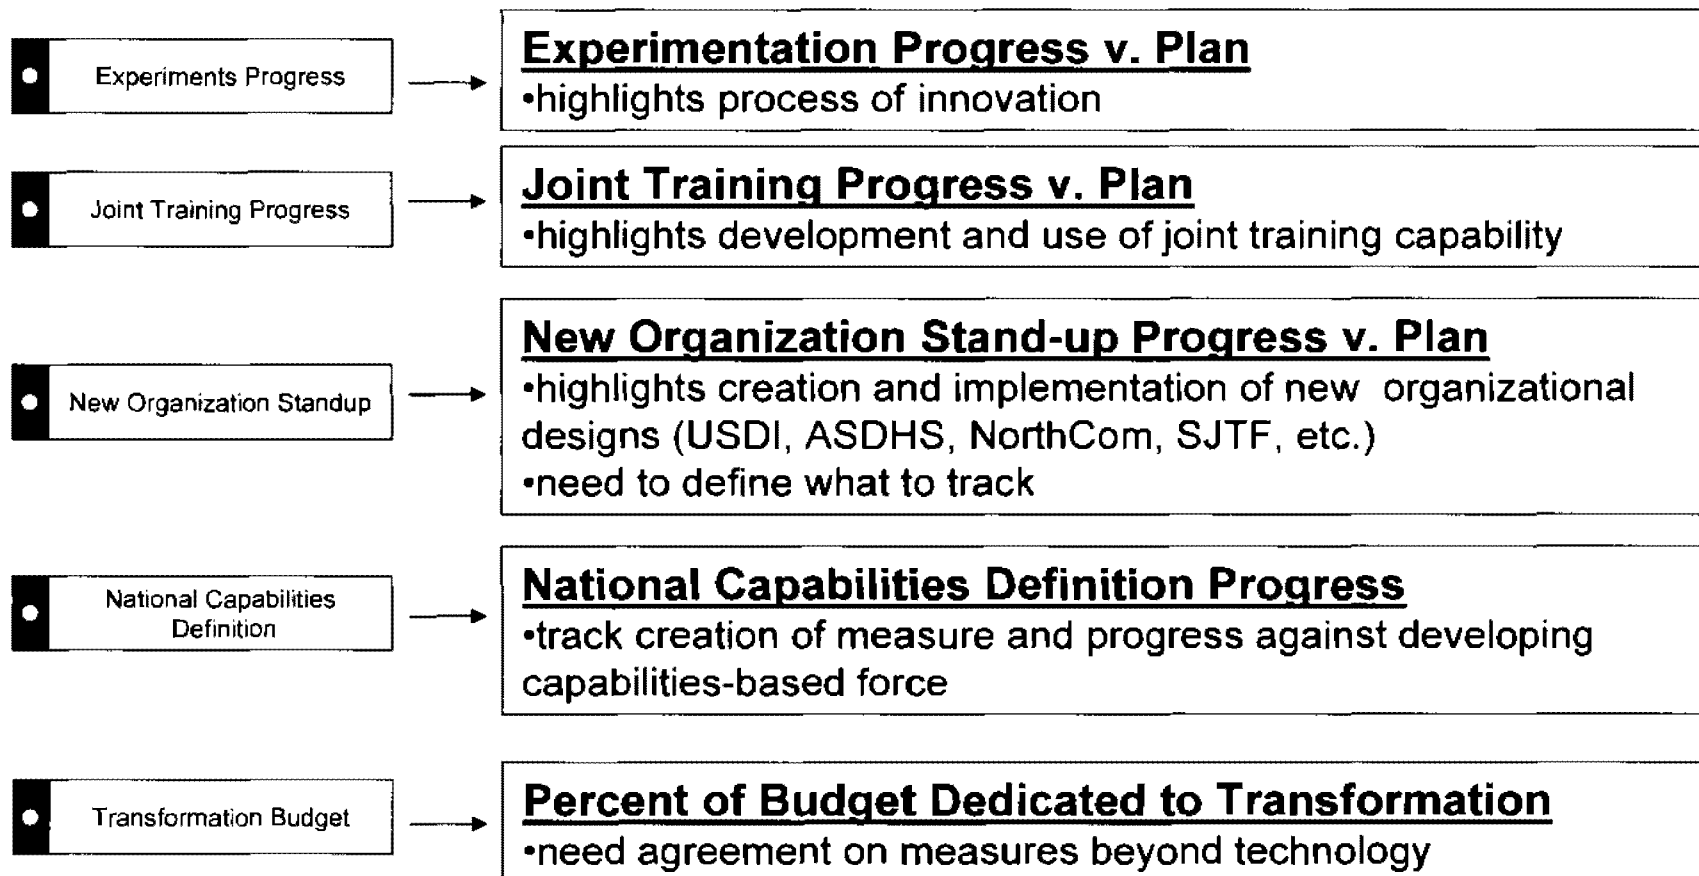 Experiments Progress
Experimentation Progress v. Plan
•highlights process of innovation
Joint Training Progress
Joint Training Progress v. Plan
•highlights development and use of joint training capability
New Organization Standup
New Organization Stand-up Progress v. Plan
•highlights creation and implementation of new organizational
designs (USDI, ASDHS, NorthCom, SJTF, etc.)
•need to define what to track
National Capabilities
Definition
National Capabilities Definition Progress
•track creation of measure and progress against developing
capabilities-based force
Transformation Budget
Percent of Budget Dedicated to Transformation
•need agreement on measures beyond technology